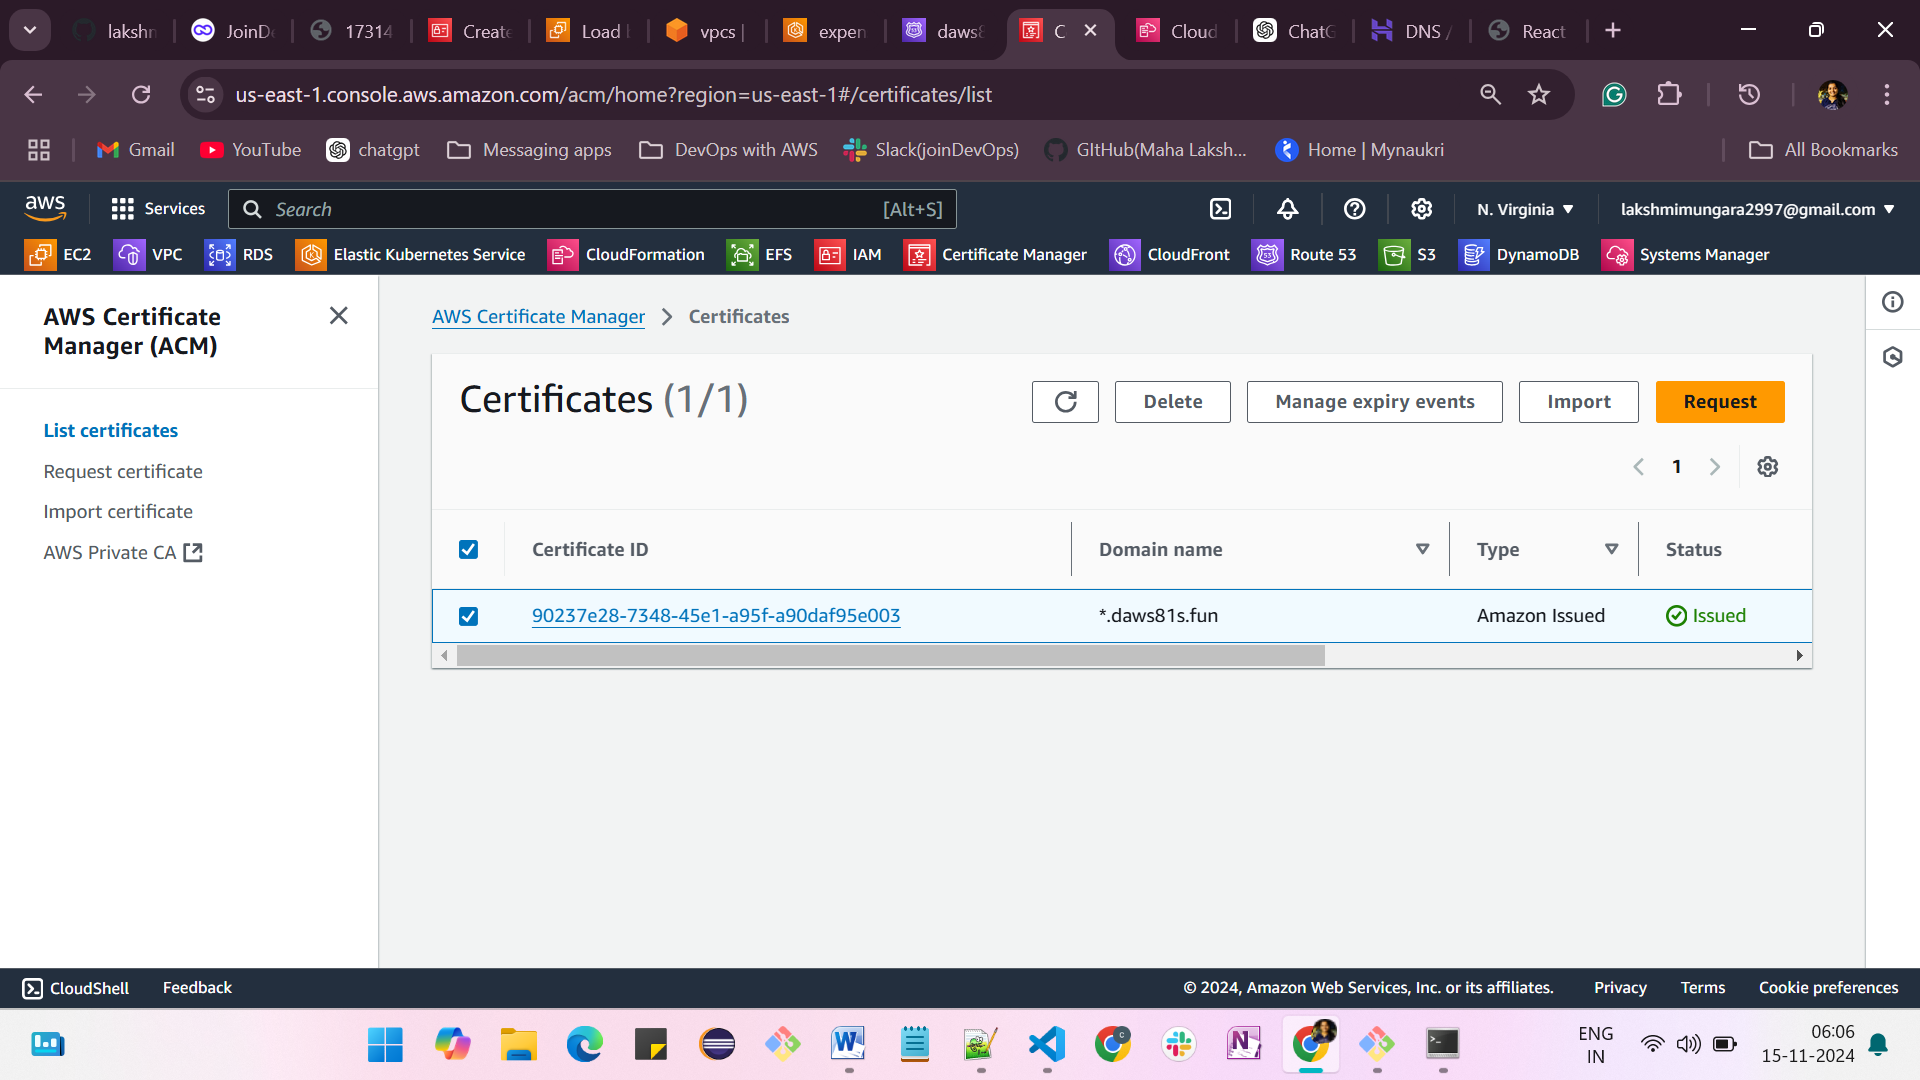 lakshm
JoinDe
17314
Create
Load
vpcs |
expen
daws8
C
Cloud
ChatG
DNS /
React
us-east-1.console.aws.amazon.com/acm/home?region=us-east-1#/certificates/list
Gmail
YouTube
chatgpt
Messaging apps
DevOps with AWS
Slack(joinDevOps)
GItHub(Maha Laksh...
Home | Mynaukri
All Bookmarks
aws
Services
Search
[Alt+S]
N. Virginia
lakshmimungara2997@gmail.com
EC2
VPC
RDS
Elastic Kubernetes Service
CloudFormation
EFS
IAM
Certificate Manager
CloudFront
Route 53
S3
DynamoDB
Systems Manager
AWS Certificate
Manager (ACM)
List certificates
Request certificate
Import certificate
AWS Private CA
AWS Certificate Manager
Certificates
Certificates (1/1)
Delete
Manage expiry events
Import
Request
1
Certificate ID
Domain name
Type
Status
90237e28-7348-45e1-a95f-a90daf95e003
*.daws81s.fun
Amazon Issued
Issued
CloudShell
Feedback
© 2024, Amazon Web Services, Inc. or its affiliates.
Privacy
Terms
Cookie preferences
ENG
IN
06:06
15-11-2024